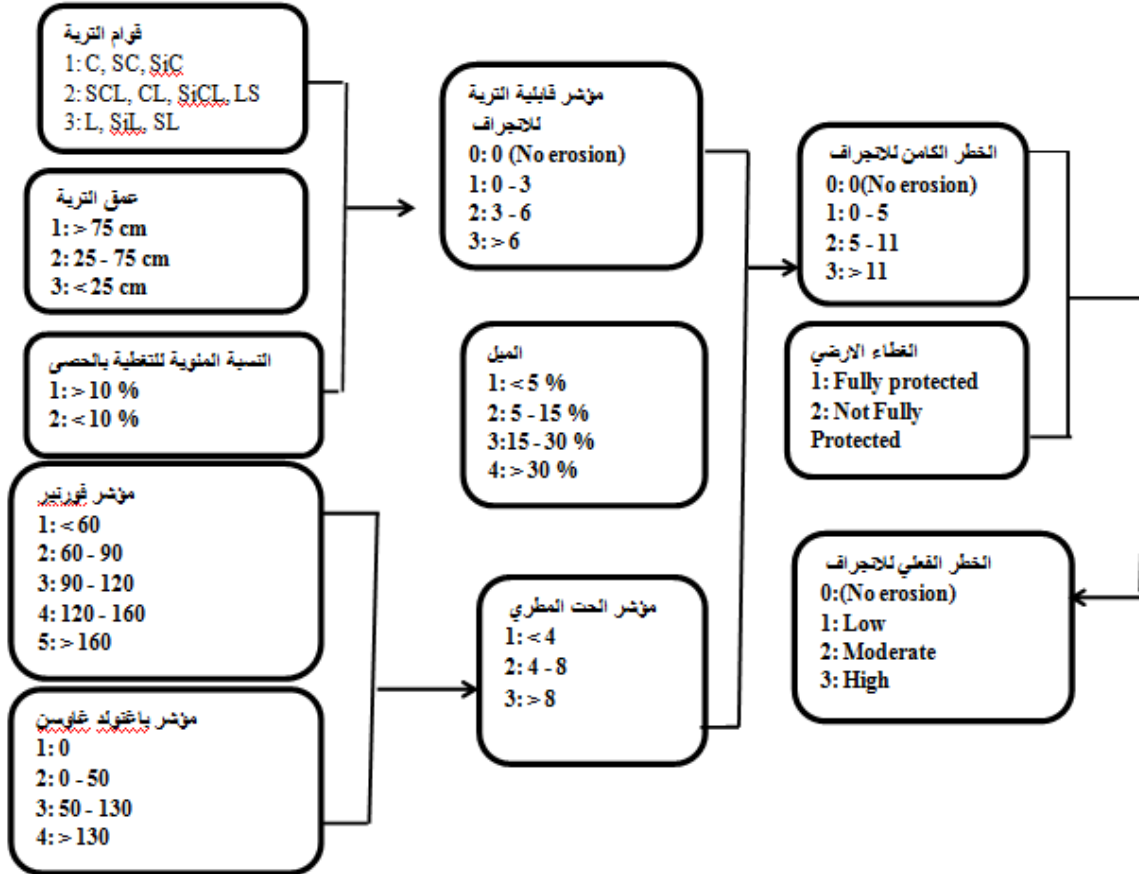 قوام التربة
1: C, SC, SiC
2: SCL, CL, SiCL, LS
3: L, SiL, SL
عمق التربة
1: > 75 cm
2: 25 - 75 cm
3: < 25 cm
النسبة المئوية للتغطية بالحصى
1: > 10 %
2: < 10 %
مؤشر فورنير
1: < 60
2: 60 - 90
3: 90 - 120
4: 120 - 160
5: > 160
مؤشر باغنولد غاوسن
1: 0
2: 0 - 50
3: 50 - 130
4: > 130
مؤشر قابلية التربة
للانجراف
0: 0 (No erosion)
1: 0 - 3
2: 3 - 6
3: > 6
الميل
1: < 5 %
2: 5 - 15 %
3:15 - 30 %
4: > 30 %
مؤشر الحت المطري
1: < 4
2: 4 - 8
3: > 8
الخطر الكامن للانجراف
0: 0(No erosion)
1: 0 - 5
2: 5 - 11
3: > 11
الغطاء الارضي
1: Fully protected
2: Not Fully
Protected
الخطر الفعلي للانجراف
0:(No erosion)
1: Low
2: Moderate
3: High